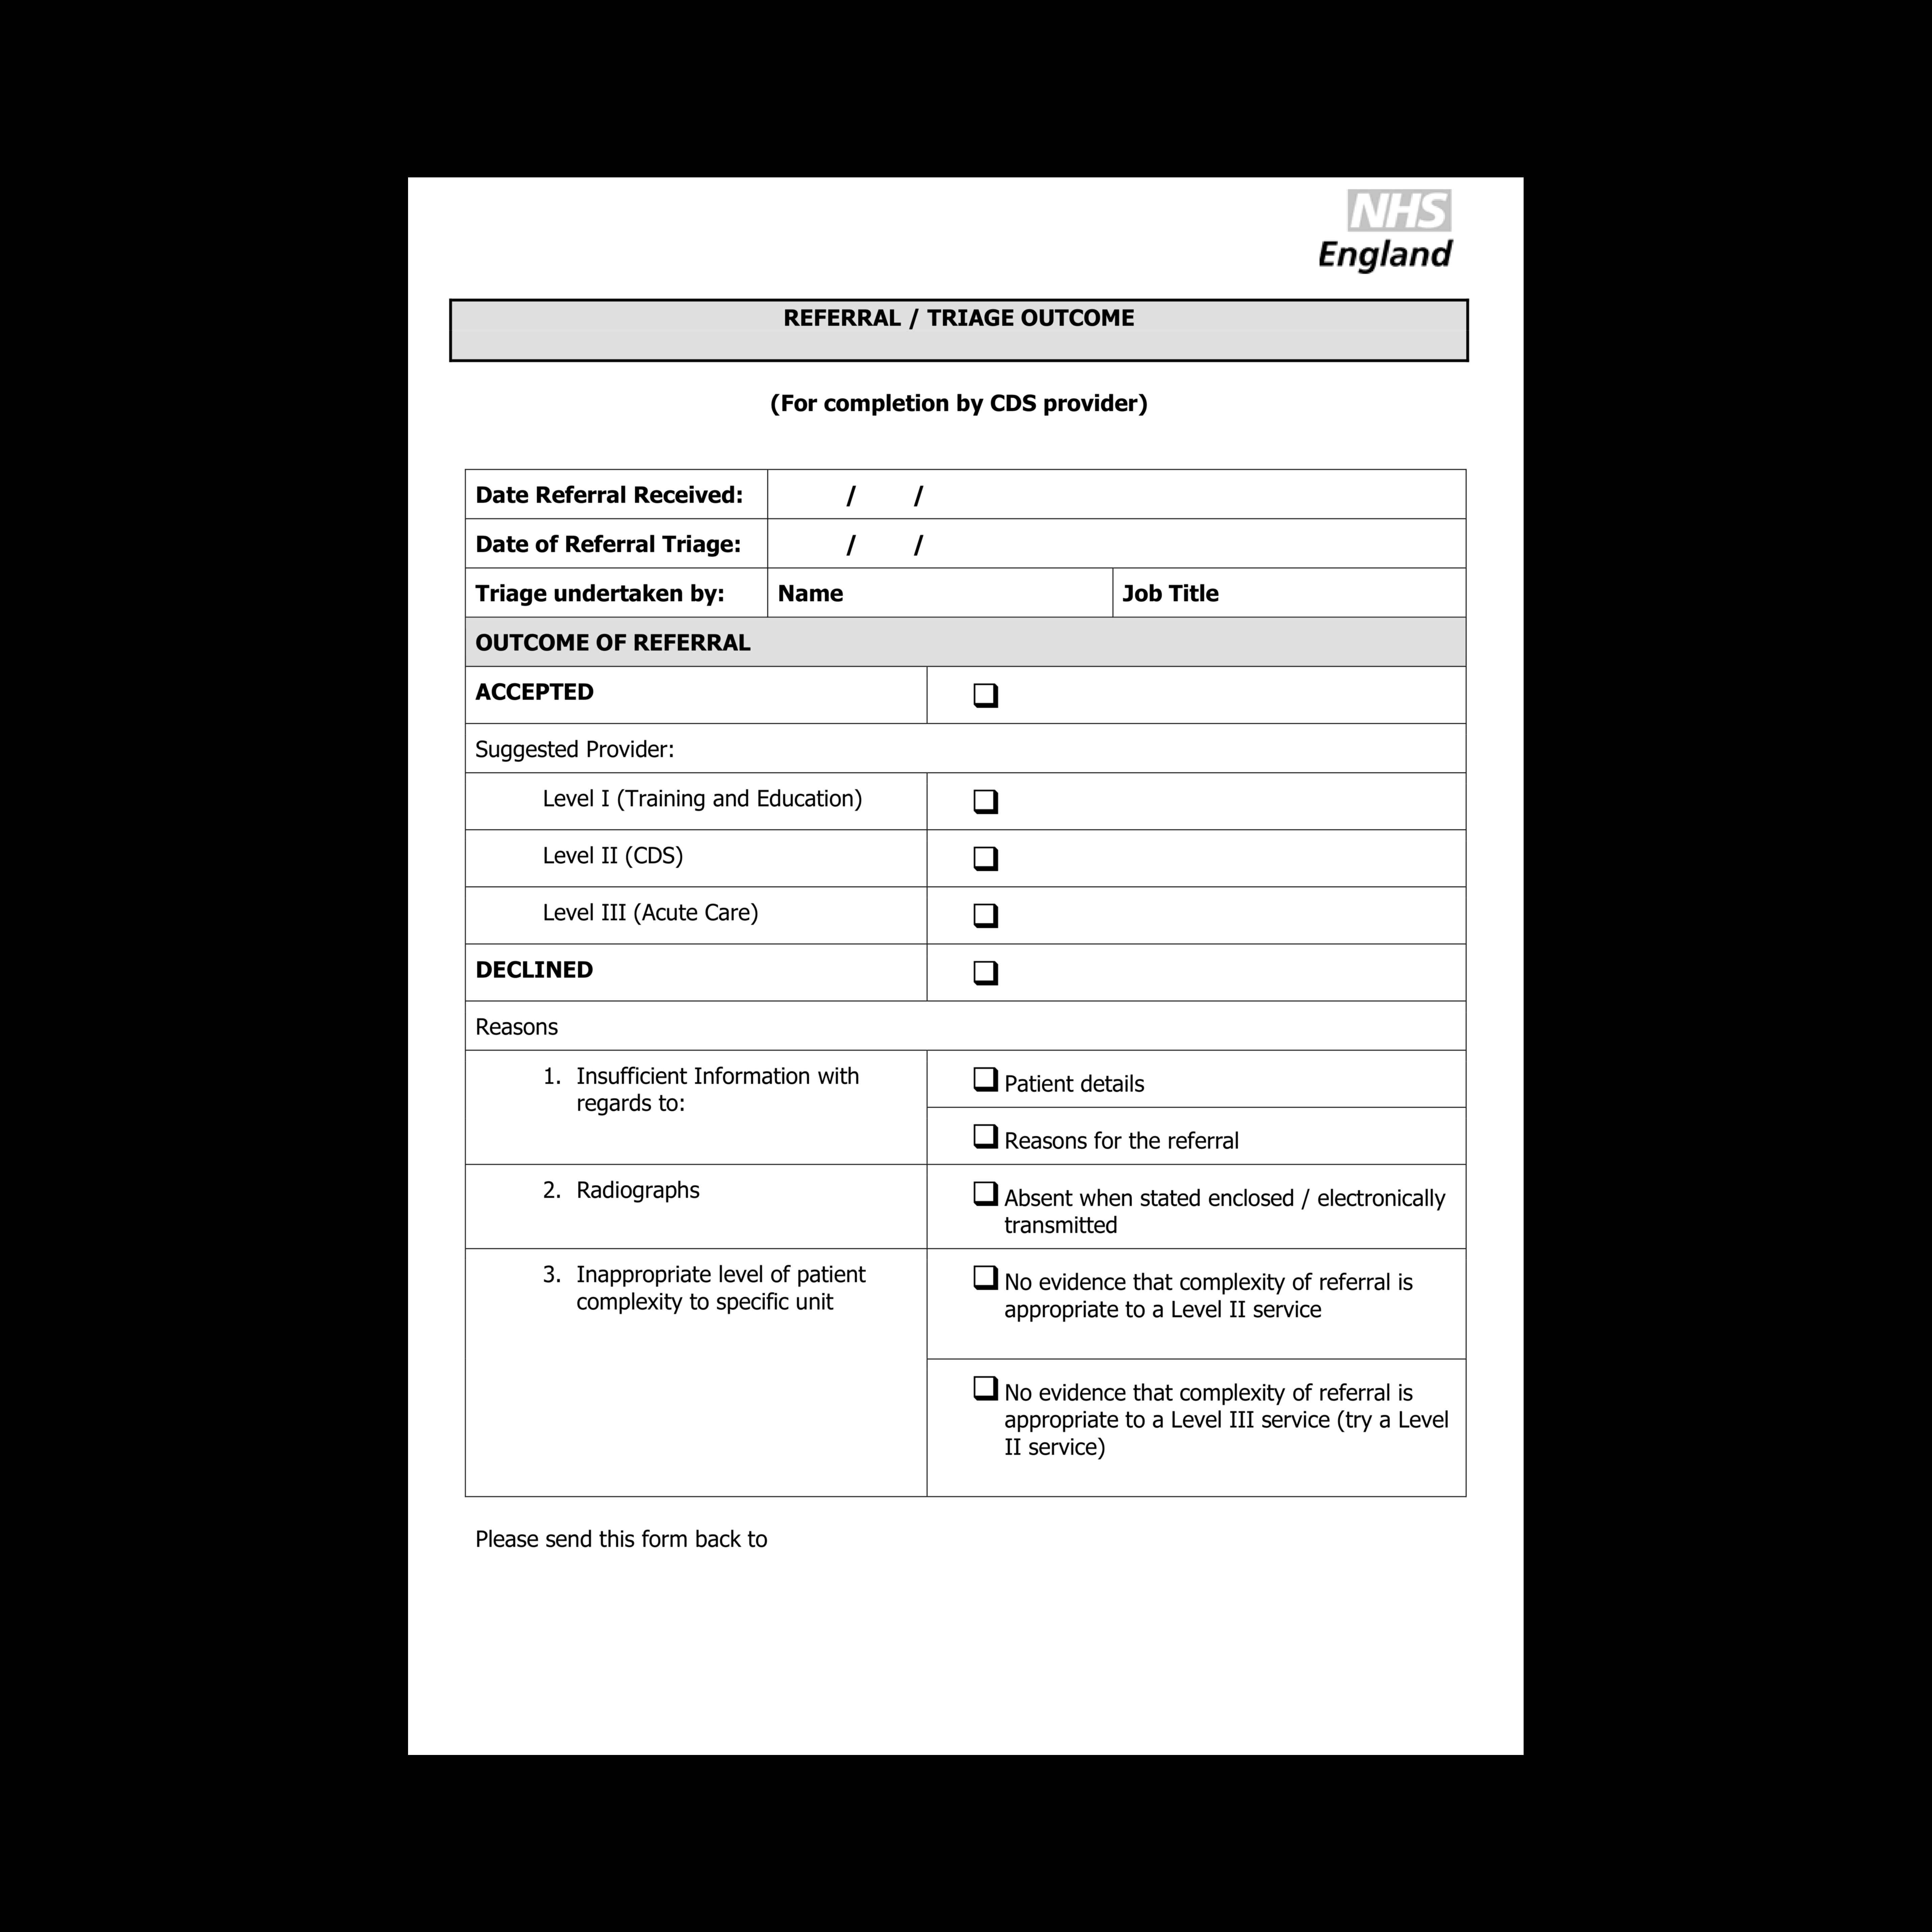 NHS
England
REFERRAL / TRIAGE OUTCOME
(For completion by CDS provider)
Date Referral Received: / /
Date of Referral Triage: / /
Triage undertaken by: Name Job Title
OUTCOME OF REFERRAL
ACCEPTED ❑
Suggested Provider:
Level I (Training and Education) ❑
Level II (CDS) ❑
Level III (Acute Care) ❑
DECLINED ❑
Reasons
1. Insufficient Information with
regards to:
❑ Patient details
❑ Reasons for the referral
2. Radiographs
❑ Absent when stated enclosed / electronically
transmitted
3. Inappropriate level of patient
complexity to specific unit
❑ No evidence that complexity of referral is
appropriate to a Level II service
❑ No evidence that complexity of referral is
appropriate to a Level III service (try a Level
II service)
Please send this form back to